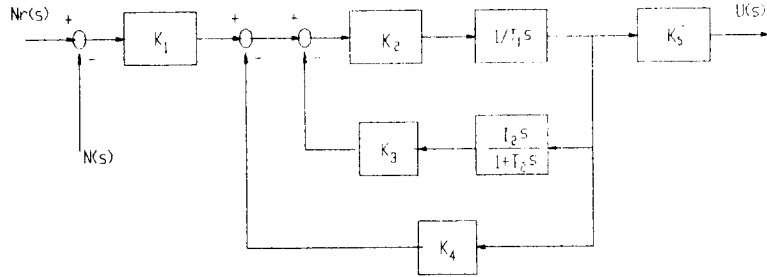 Nr(s)
+
-
K1
+
-
+
-
K2
1/T1s
K5
U(s)
N(s)
K3
T2s
1+T2s
K4